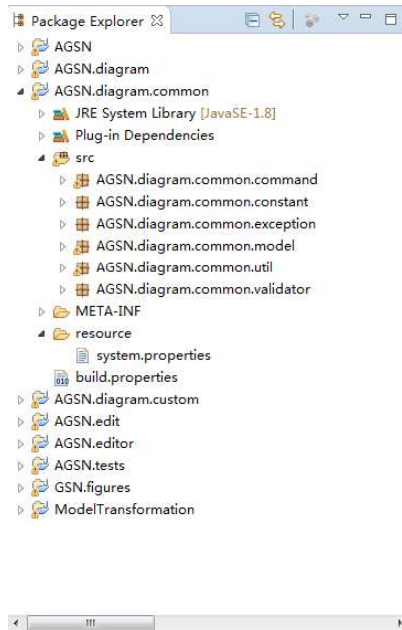 Package Explorer
AGSN
AGSN.diagram
AGSN.diagram.common
JRE System Library [JavaSE-1.8]
Plug-in Dependencies
src
AGSN.diagram.common.command
AGSN.diagram.common.constant
AGSN.diagram.common.exception
AGSN.diagram.common.model
AGSN.diagram.common.util
AGSN.diagram.common.validator
META-INF
resource
system.properties
build.properties
AGSN.diagram.custom
AGSN.edit
AGSN.editor
AGSN.tests
GSN.figures
ModelTransformation